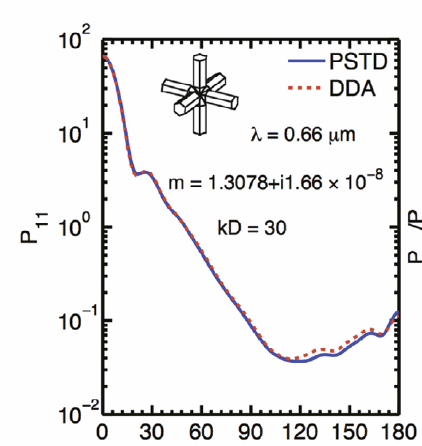 10²
PSTD
DDA
10¹
λ = 0.66 μm
m = 1.3078+i1.66 × 10⁻⁸
10⁰
kD = 30
P₁₁
P /P
10⁻¹
10⁻²
0 30 60 90 120 150 180